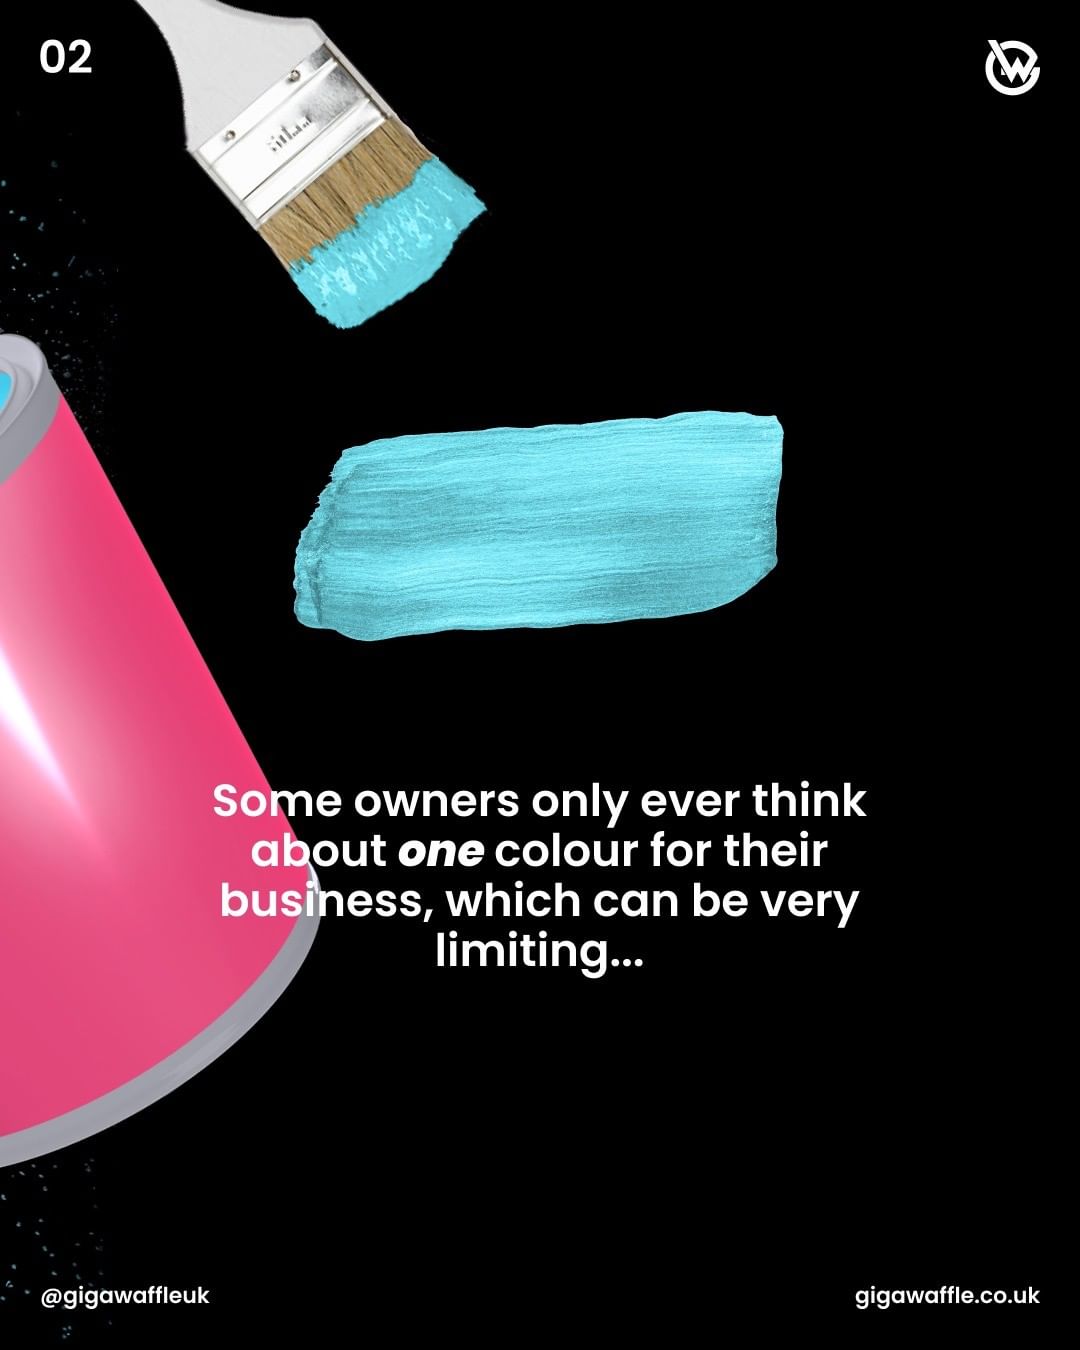 02
Some owners only ever think
about one colour for their
business, which can be very
limiting...
@gigawaffleuk
gigawaffle.co.uk